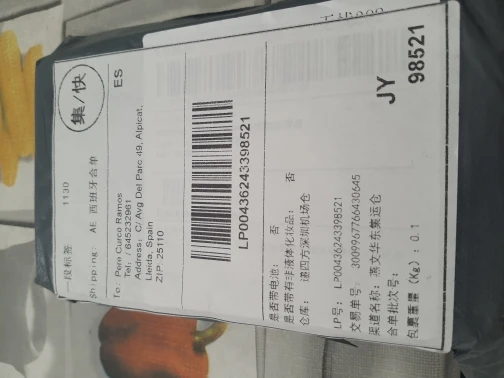 一段标签 1130
集/快
Shipping: AE 西班牙合单
ES
To: Pere Curco Ramos
Tel: / 645232961
Address: C/ Avg Del Parc 49, Alpicat,
Lleida, Spain
ZIP: 25110
LP00436243398521
是否带电池: 否
是否带有非液体化妆品: 否
仓库: 递四方深圳机场仓
LP号: LP00436243398521
交易单号: 3009967766430645
渠道名称: 燕文华东集运仓
合单批次号:
包裹重量 (Kg) : 0.1
JY
98521